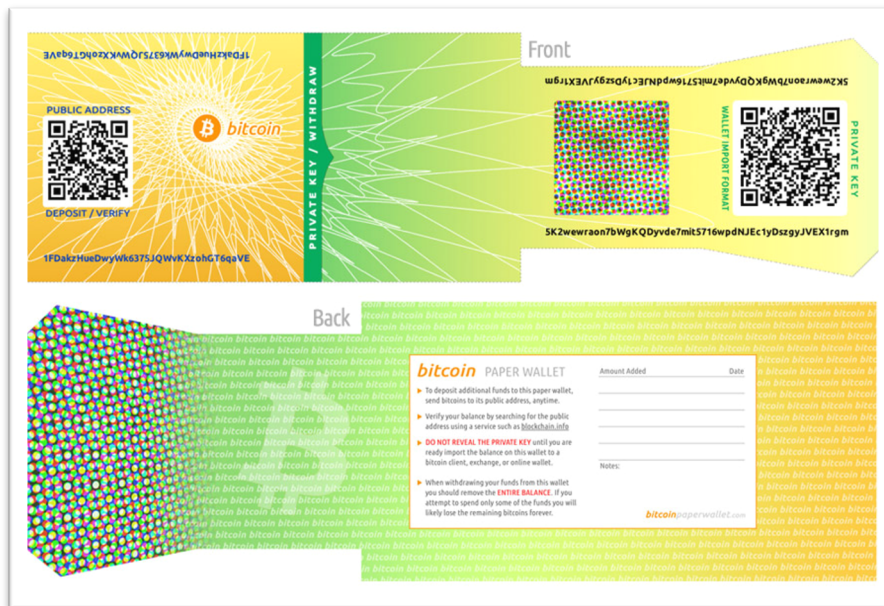 Front
1FDakzHueDwyWk6375JQWvKXzohGT6qaVE
PUBLIC ADDRESS
bitcoin
DEPOSIT / VERIFY
1FDakzHueDwyWk6375JQWvKXzohGT6qaVE
PRIVATE KEY / WITHDRAW
5K2wewraon7bWgKQDyvde7mitS716wpdNJEc1yDszgyJVEX1rgm
WALLET IMPORT FORMAT
PRIVATE KEY
5K2wewraon7bWgKQDyvde7mitS716wpdNJEc1yDszgyJVEX1rgm
Back
bitcoin PAPER WALLET
To deposit additional funds to this paper wallet,
send bitcoins to its public address, anytime.
Verify your balance by searching for the public
address using a service such as blockchain.info
DO NOT REVEAL THE PRIVATE KEY until you are
ready import the balance on this wallet to a
bitcoin client, exchange, or online wallet.
When withdrawing your funds from this wallet
you should remove the ENTIRE BALANCE. If you
attempt to spend only some of the funds you will
likely lose the remaining bitcoins forever.
Amount Added Date
Notes:
bitcoinpaperwallet.com